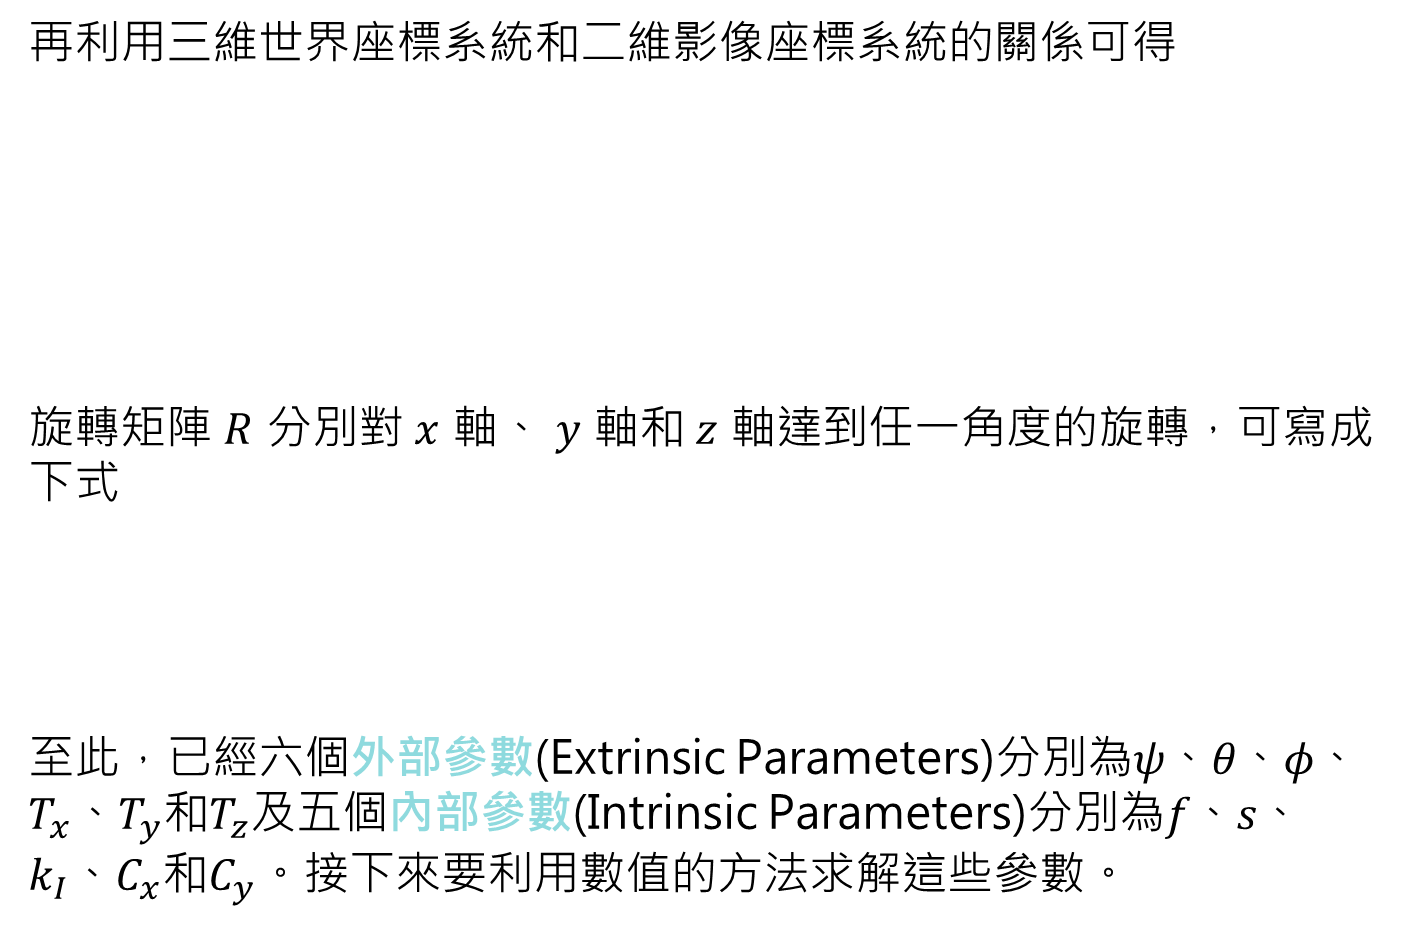 再利用三維世界座標系統和二維影像座標系統的關係可得
旋轉矩陣 R 分別對 x 軸、 y 軸和 z 軸達到任一角度的旋轉，可寫成
下式
至此，已經六個外部參數(Extrinsic Parameters)分別為ψ、θ、ϕ、
Tx、Ty和Tz及五個內部參數(Intrinsic Parameters)分別為f、s、
kI、Cx和Cy。接下來要利用數值的方法求解這些參數。